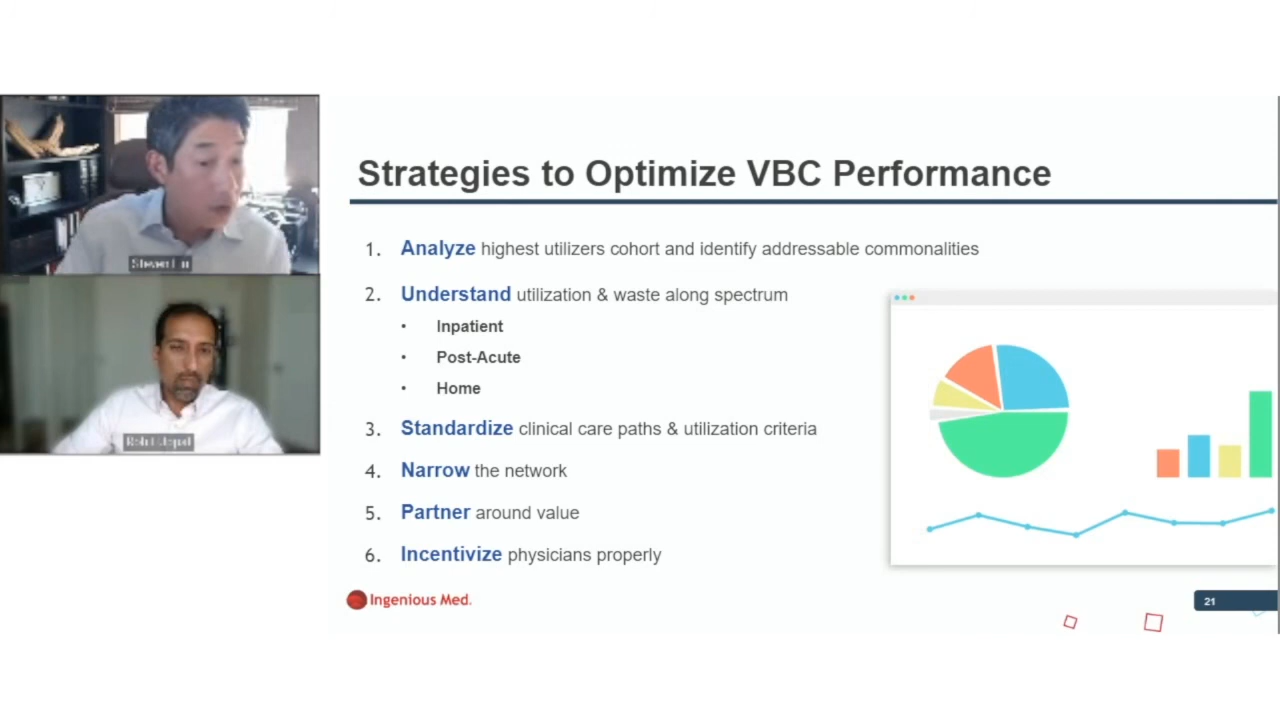 Strategies to Optimize VBC Performance
1. Analyze highest utilizers cohort and identify addressable commonalities
2. Understand utilization & waste along spectrum
• Inpatient
• Post-Acute
• Home
3. Standardize clinical care paths & utilization criteria
4. Narrow the network
5. Partner around value
6. Incentivize physicians properly
Ingenious Med.
21